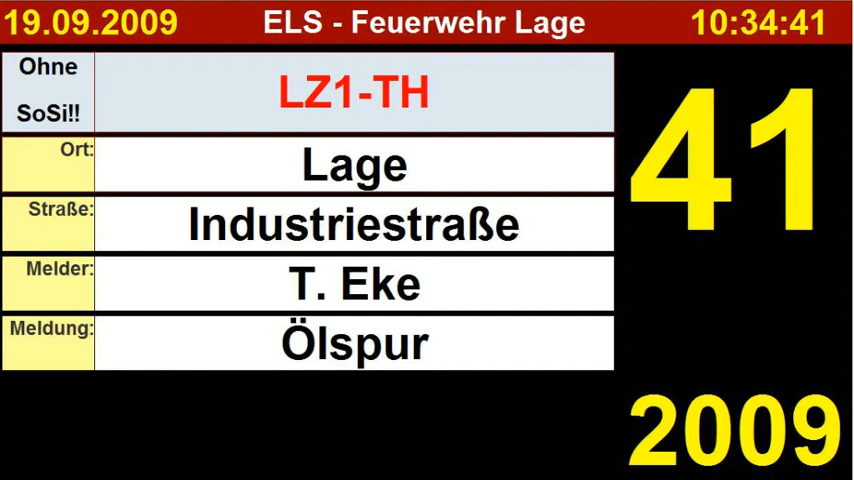 19.09.2009 ELS - Feuerwehr Lage 10:34:41
Ohne
SoSi!!
LZ1-TH
41
Ort: Lage
Straße: Industriestraße
Melder: T. Eke
Meldung: Ölspur
2009